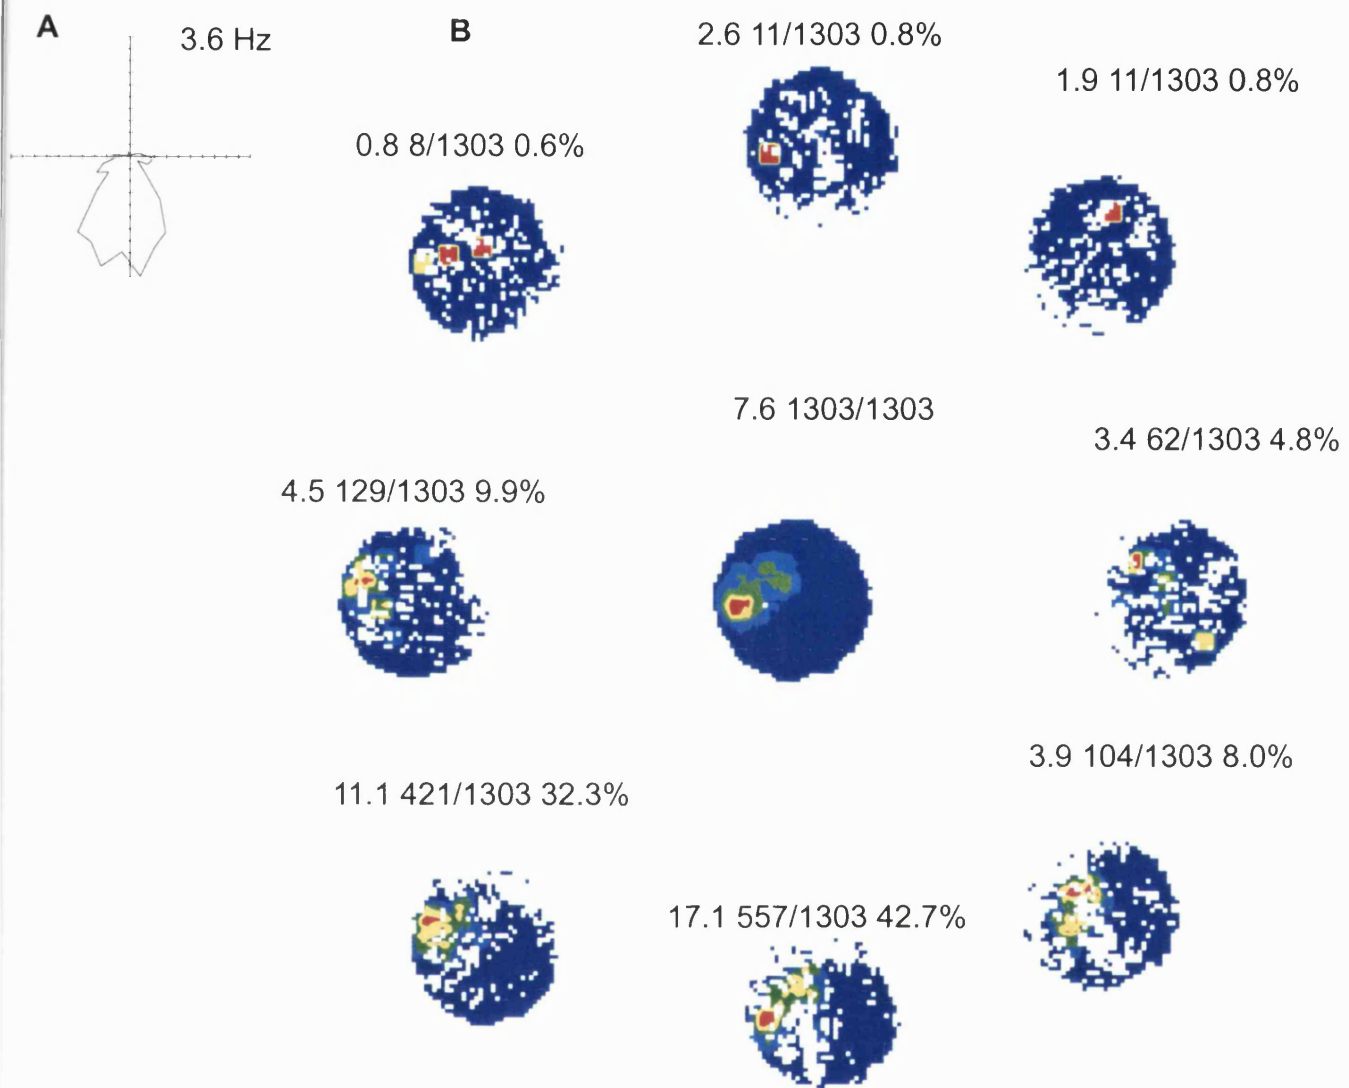 A
3.6 Hz
B
2.6 11/1303 0.8%
1.9 11/1303 0.8%
0.8 8/1303 0.6%
7.6 1303/1303
3.4 62/1303 4.8%
4.5 129/1303 9.9%
3.9 104/1303 8.0%
11.1 421/1303 32.3%
17.1 557/1303 42.7%